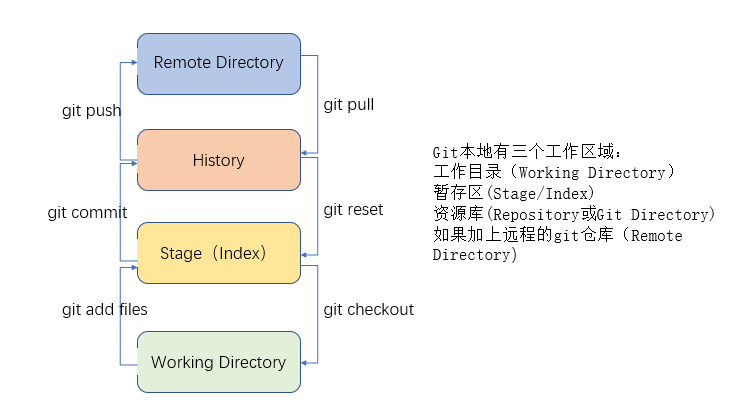 Remote Directory
git push
git pull
History
git commit
git reset
Stage（Index）
git add files
git checkout
Working Directory
Git本地有三个工作区域：
工作目录（Working Directory）
暂存区(Stage/Index)
资源库(Repository或Git Directory)
如果加上远程的git仓库（Remote
Directory)